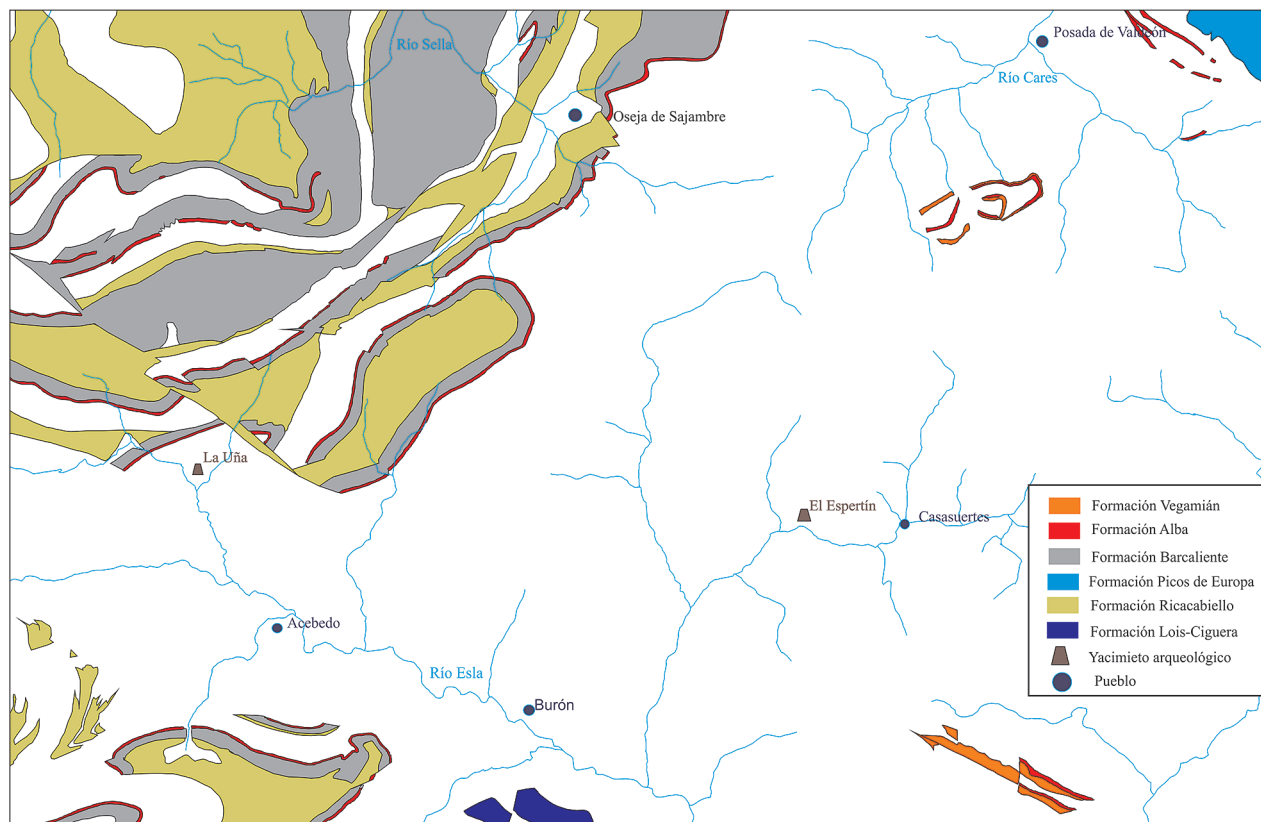 Río Sella
Posada de Valdeón
Río Cares
Oseja de Sajambre
La Uña
El Espertín
Casasuertes
Acebedo
Río Esla
Burón
Formación Vegamián
Formación Alba
Formación Barcaliente
Formación Picos de Europa
Formación Ricacabiello
Formación Lois-Ciguera
Yacimieto arqueológico
Pueblo